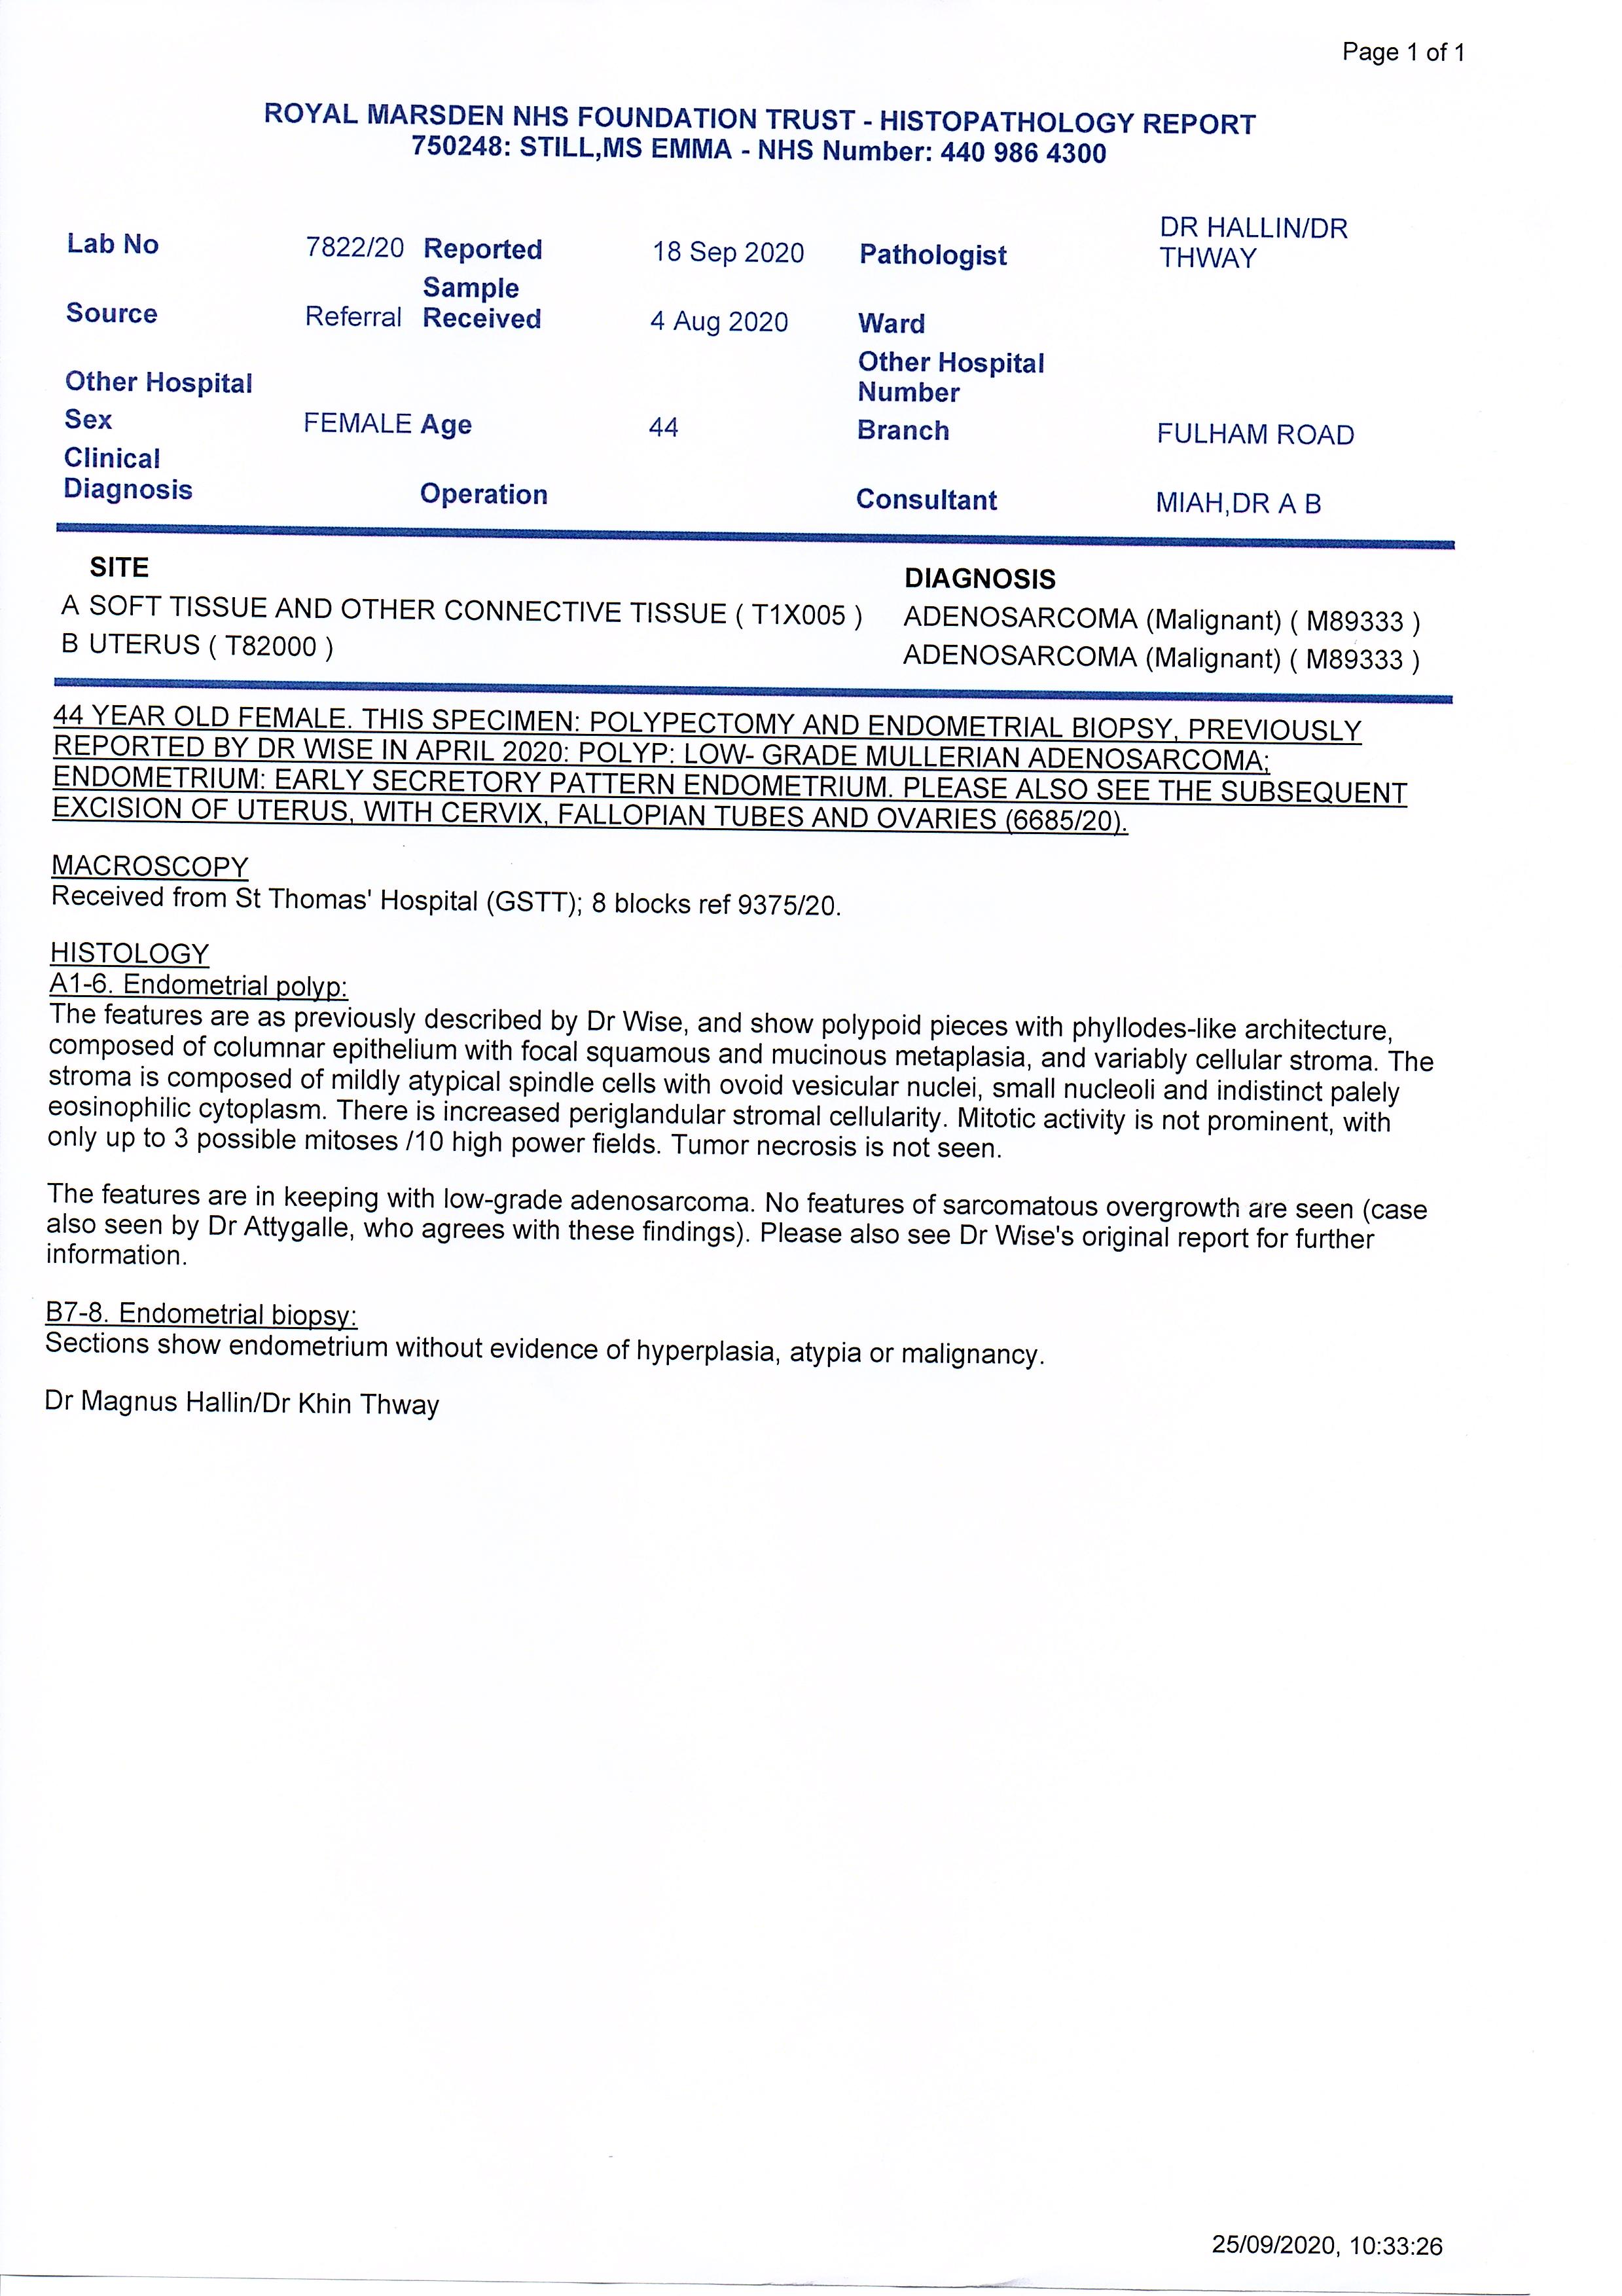 Page 1 of 1
ROYAL MARSDEN NHS FOUNDATION TRUST - HISTOPATHOLOGY REPORT
750248: STILL,MS EMMA - NHS Number: 440 986 4300
Lab No 7822/20 Reported 18 Sep 2020 Pathologist DR HALLIN/DR THWAY
Source Referral Sample Received 4 Aug 2020 Ward
Other Hospital Other Hospital Number
Sex FEMALE Age 44 Branch FULHAM ROAD
Clinical Diagnosis Operation Consultant MIAH,DR A B
SITE DIAGNOSIS
A SOFT TISSUE AND OTHER CONNECTIVE TISSUE ( T1X005 ) ADENOSARCOMA (Malignant) ( M89333 )
B UTERUS ( T82000 ) ADENOSARCOMA (Malignant) ( M89333 )
44 YEAR OLD FEMALE. THIS SPECIMEN: POLYPECTOMY AND ENDOMETRIAL BIOPSY, PREVIOUSLY
REPORTED BY DR WISE IN APRIL 2020: POLYP: LOW- GRADE MULLERIAN ADENOSARCOMA;
ENDOMETRIUM: EARLY SECRETORY PATTERN ENDOMETRIUM. PLEASE ALSO SEE THE SUBSEQUENT
EXCISION OF UTERUS, WITH CERVIX, FALLOPIAN TUBES AND OVARIES (6685/20).
MACROSCOPY
Received from St Thomas' Hospital (GSTT); 8 blocks ref 9375/20.
HISTOLOGY
A1-6. Endometrial polyp:
The features are as previously described by Dr Wise, and show polypoid pieces with phyllodes-like architecture,
composed of columnar epithelium with focal squamous and mucinous metaplasia, and variably cellular stroma. The
stroma is composed of mildly atypical spindle cells with ovoid vesicular nuclei, small nucleoli and indistinct palely
eosinophilic cytoplasm. There is increased periglandular stromal cellularity. Mitotic activity is not prominent, with
only up to 3 possible mitoses /10 high power fields. Tumor necrosis is not seen.
The features are in keeping with low-grade adenosarcoma. No features of sarcomatous overgrowth are seen (case
also seen by Dr Attygalle, who agrees with these findings). Please also see Dr Wise's original report for further
information.
B7-8. Endometrial biopsy:
Sections show endometrium without evidence of hyperplasia, atypia or malignancy.
Dr Magnus Hallin/Dr Khin Thway
25/09/2020, 10:33:26